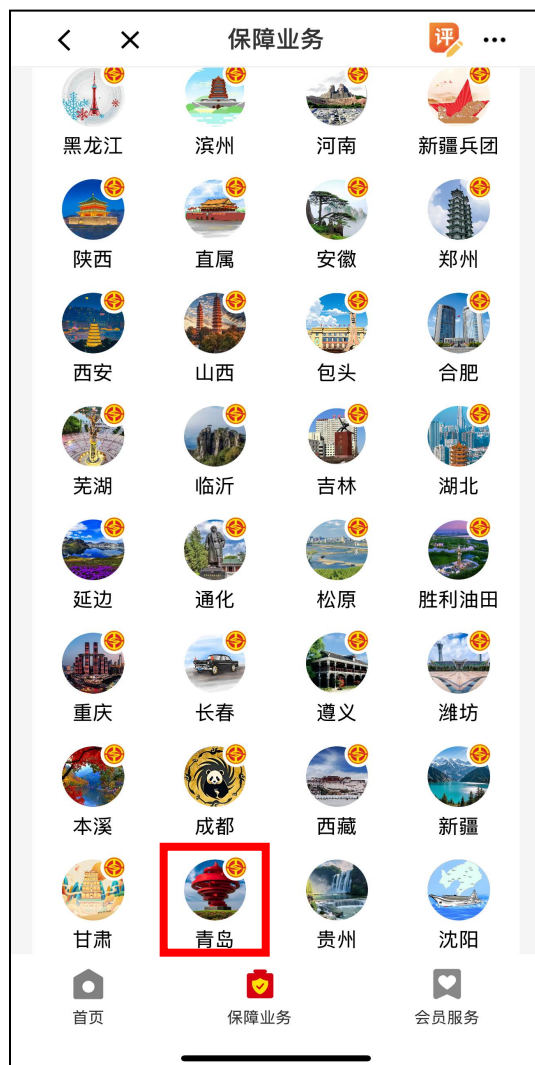 保障业务
评
黑龙江 滨州 河南 新疆兵团
陕西 直属 安徽 郑州
西安 山西 包头 合肥
芜湖 临沂 吉林 湖北
延边 通化 松原 胜利油田
重庆 长春 遵义 潍坊
本溪 成都 西藏 新疆
甘肃 青岛 贵州 沈阳
首页 保障业务 会员服务